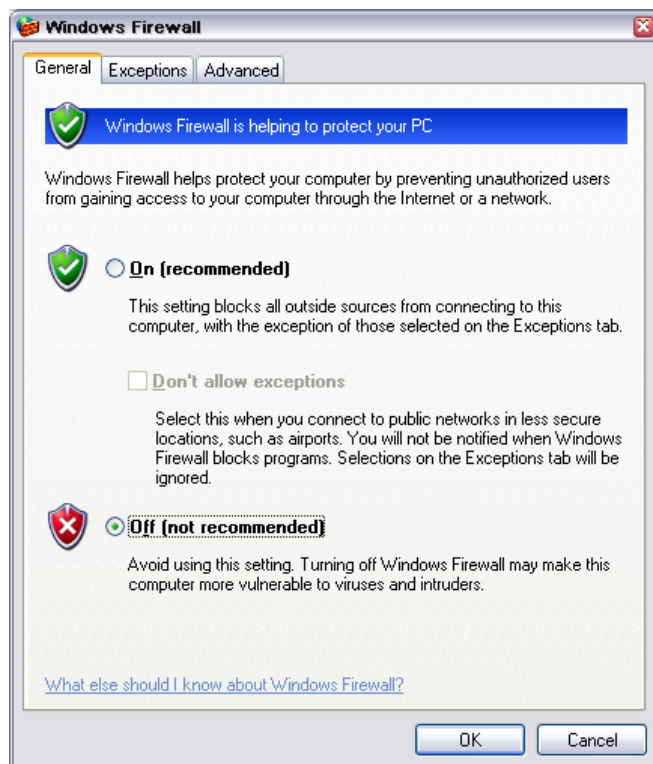 Windows Firewall
General
Exceptions
Advanced
Windows Firewall is helping to protect your PC
Windows Firewall helps protect your computer by preventing unauthorized users
from gaining access to your computer through the Internet or a network.
On (recommended)
This setting blocks all outside sources from connecting to this
computer, with the exception of those selected on the Exceptions tab.
Don't allow exceptions
Select this when you connect to public networks in less secure
locations, such as airports. You will not be notified when Windows
Firewall blocks programs. Selections on the Exceptions tab will be
ignored.
Off (not recommended)
Avoid using this setting. Turning off Windows Firewall may make this
computer more vulnerable to viruses and intruders.
What else should I know about Windows Firewall?
OK
Cancel